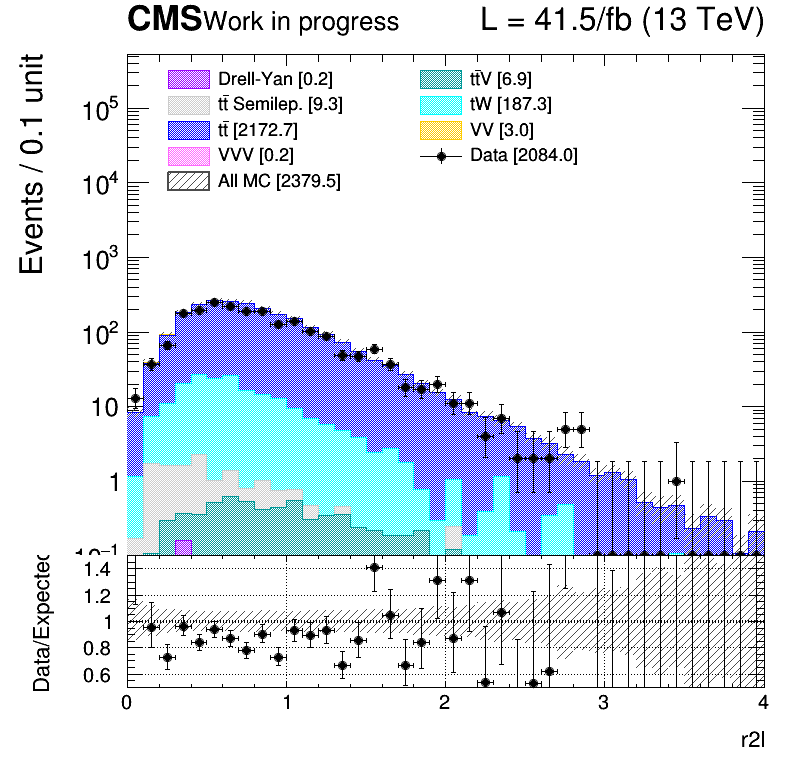 CMS Work in progress L = 41.5/fb (13 TeV)
Events / 0.1 unit
Drell-Yan [0.2]
tt̄ Semilep. [9.3]
tt̄ [2172.7]
VVV [0.2]
All MC [2379.5]
tt̄V [6.9]
tW [187.3]
VV [3.0]
Data [2084.0]
10⁵
10⁴
10³
10²
10
1
10⁻¹
Data/Expected
1.4
1.2
1
0.8
0.6
0 1 2 3 4
r2l